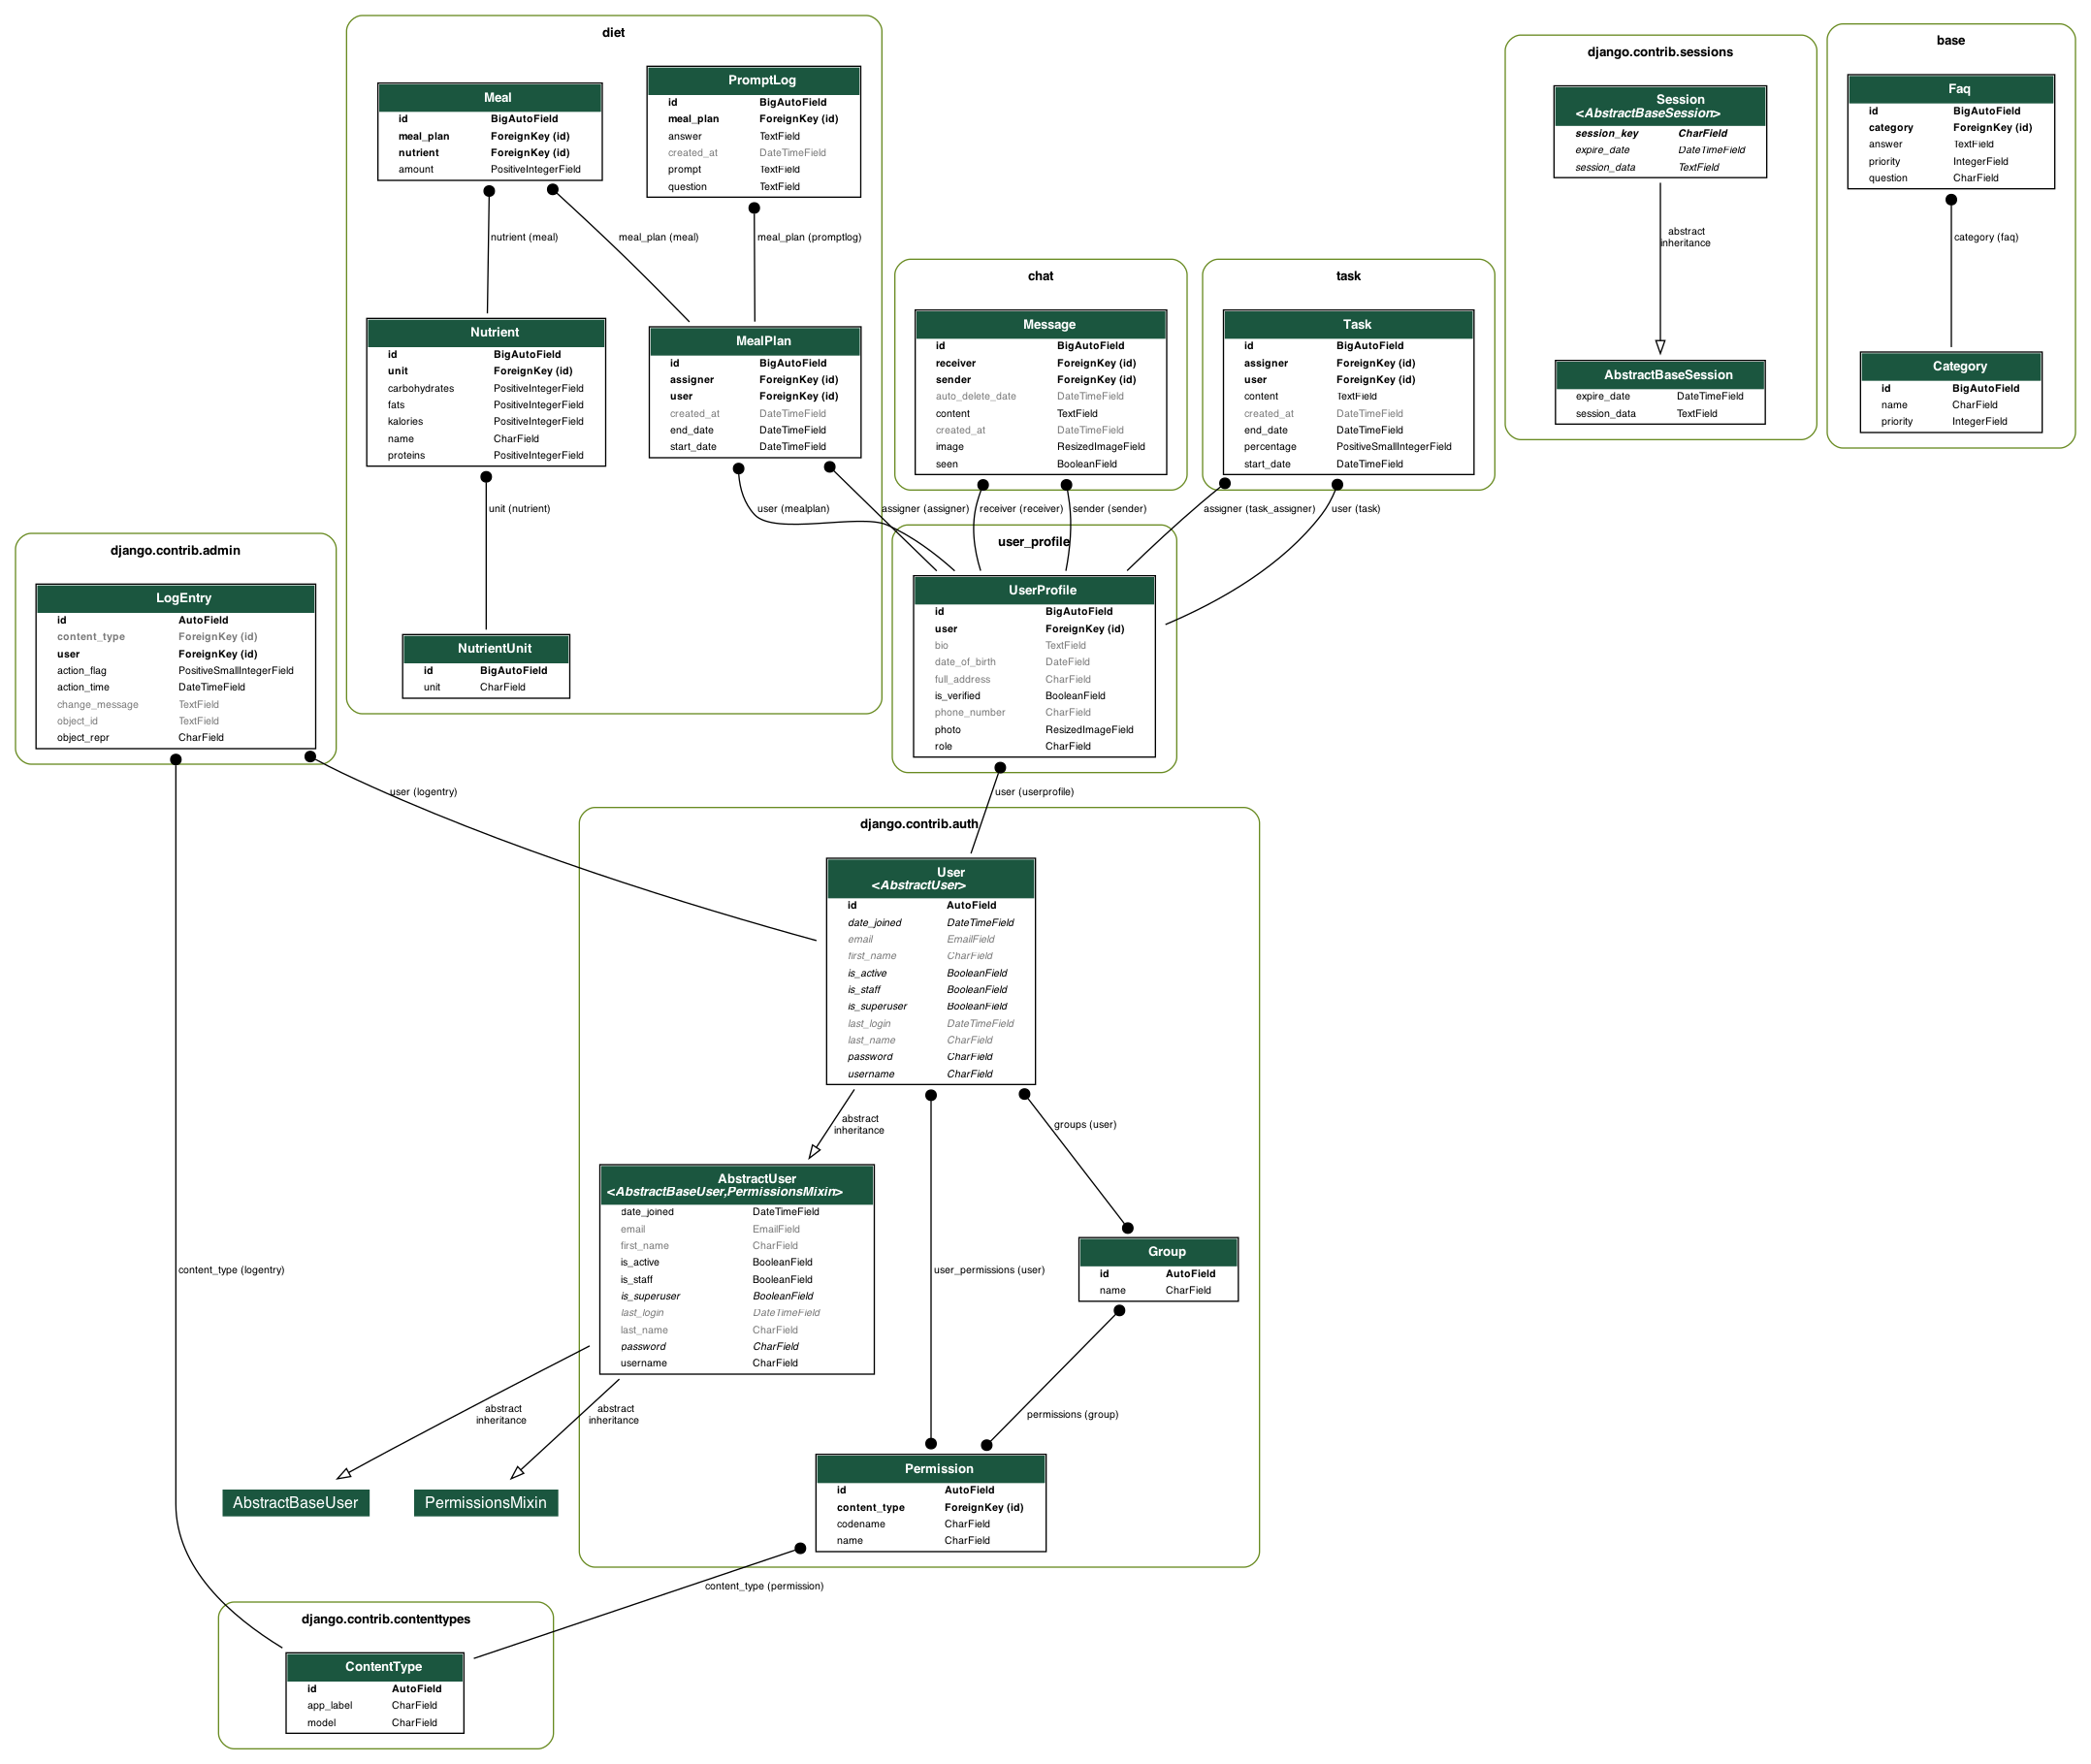 diet
Meal
id BigAutoField
meal_plan ForeignKey (id)
nutrient ForeignKey (id)
amount PositiveIntegerField
PromptLog
id BigAutoField
meal_plan ForeignKey (id)
answer TextField
created_at DateTimeField
prompt TextField
question TextField
nutrient (meal)
meal_plan (meal)
meal_plan (promptlog)
Nutrient
id BigAutoField
unit ForeignKey (id)
carbohydrates PositiveIntegerField
fats PositiveIntegerField
kalories PositiveIntegerField
name CharField
proteins PositiveIntegerField
MealPlan
id BigAutoField
assigner ForeignKey (id)
user ForeignKey (id)
created_at DateTimeField
end_date DateTimeField
start_date DateTimeField
unit (nutrient)
user (mealplan)
assigner (assigner)
NutrientUnit
id BigAutoField
unit CharField
chat
Message
id BigAutoField
receiver ForeignKey (id)
sender ForeignKey (id)
auto_delete_date DateTimeField
content TextField
created_at DateTimeField
image ResizedImageField
seen BooleanField
receiver (receiver)
sender (sender)
task
Task
id BigAutoField
assigner ForeignKey (id)
user ForeignKey (id)
content TextField
created_at DateTimeField
end_date DateTimeField
percentage PositiveSmallIntegerField
start_date DateTimeField
assigner (task_assigner)
user (task)
django.contrib.sessions
Session
<AbstractBaseSession>
session_key CharField
expire_date DateTimeField
session_data TextField
abstract
inheritance
AbstractBaseSession
expire_date DateTimeField
session_data TextField
base
Faq
id BigAutoField
category ForeignKey (id)
answer TextField
priority IntegerField
question CharField
category (faq)
Category
id BigAutoField
name CharField
priority IntegerField
user_profile
UserProfile
id BigAutoField
user ForeignKey (id)
bio TextField
date_of_birth DateField
full_address CharField
is_verified BooleanField
phone_number CharField
photo ResizedImageField
role CharField
user (userprofile)
django.contrib.admin
LogEntry
id AutoField
content_type ForeignKey (id)
user ForeignKey (id)
action_flag PositiveSmallIntegerField
action_time DateTimeField
change_message TextField
object_id TextField
object_repr CharField
user (logentry)
content_type (logentry)
django.contrib.auth
User
<AbstractUser>
id AutoField
date_joined DateTimeField
email EmailField
first_name CharField
is_active BooleanField
is_staff BooleanField
is_superuser BooleanField
last_login DateTimeField
last_name CharField
password CharField
username CharField
abstract
inheritance
groups (user)
user_permissions (user)
AbstractUser
<AbstractBaseUser,PermissionsMixin>
date_joined DateTimeField
email EmailField
first_name CharField
is_active BooleanField
is_staff BooleanField
is_superuser BooleanField
last_login DateTimeField
last_name CharField
password CharField
username CharField
Group
id AutoField
name CharField
permissions (group)
abstract
inheritance
abstract
inheritance
AbstractBaseUser
PermissionsMixin
Permission
id AutoField
content_type ForeignKey (id)
codename CharField
name CharField
content_type (permission)
django.contrib.contenttypes
ContentType
id AutoField
app_label CharField
model CharField